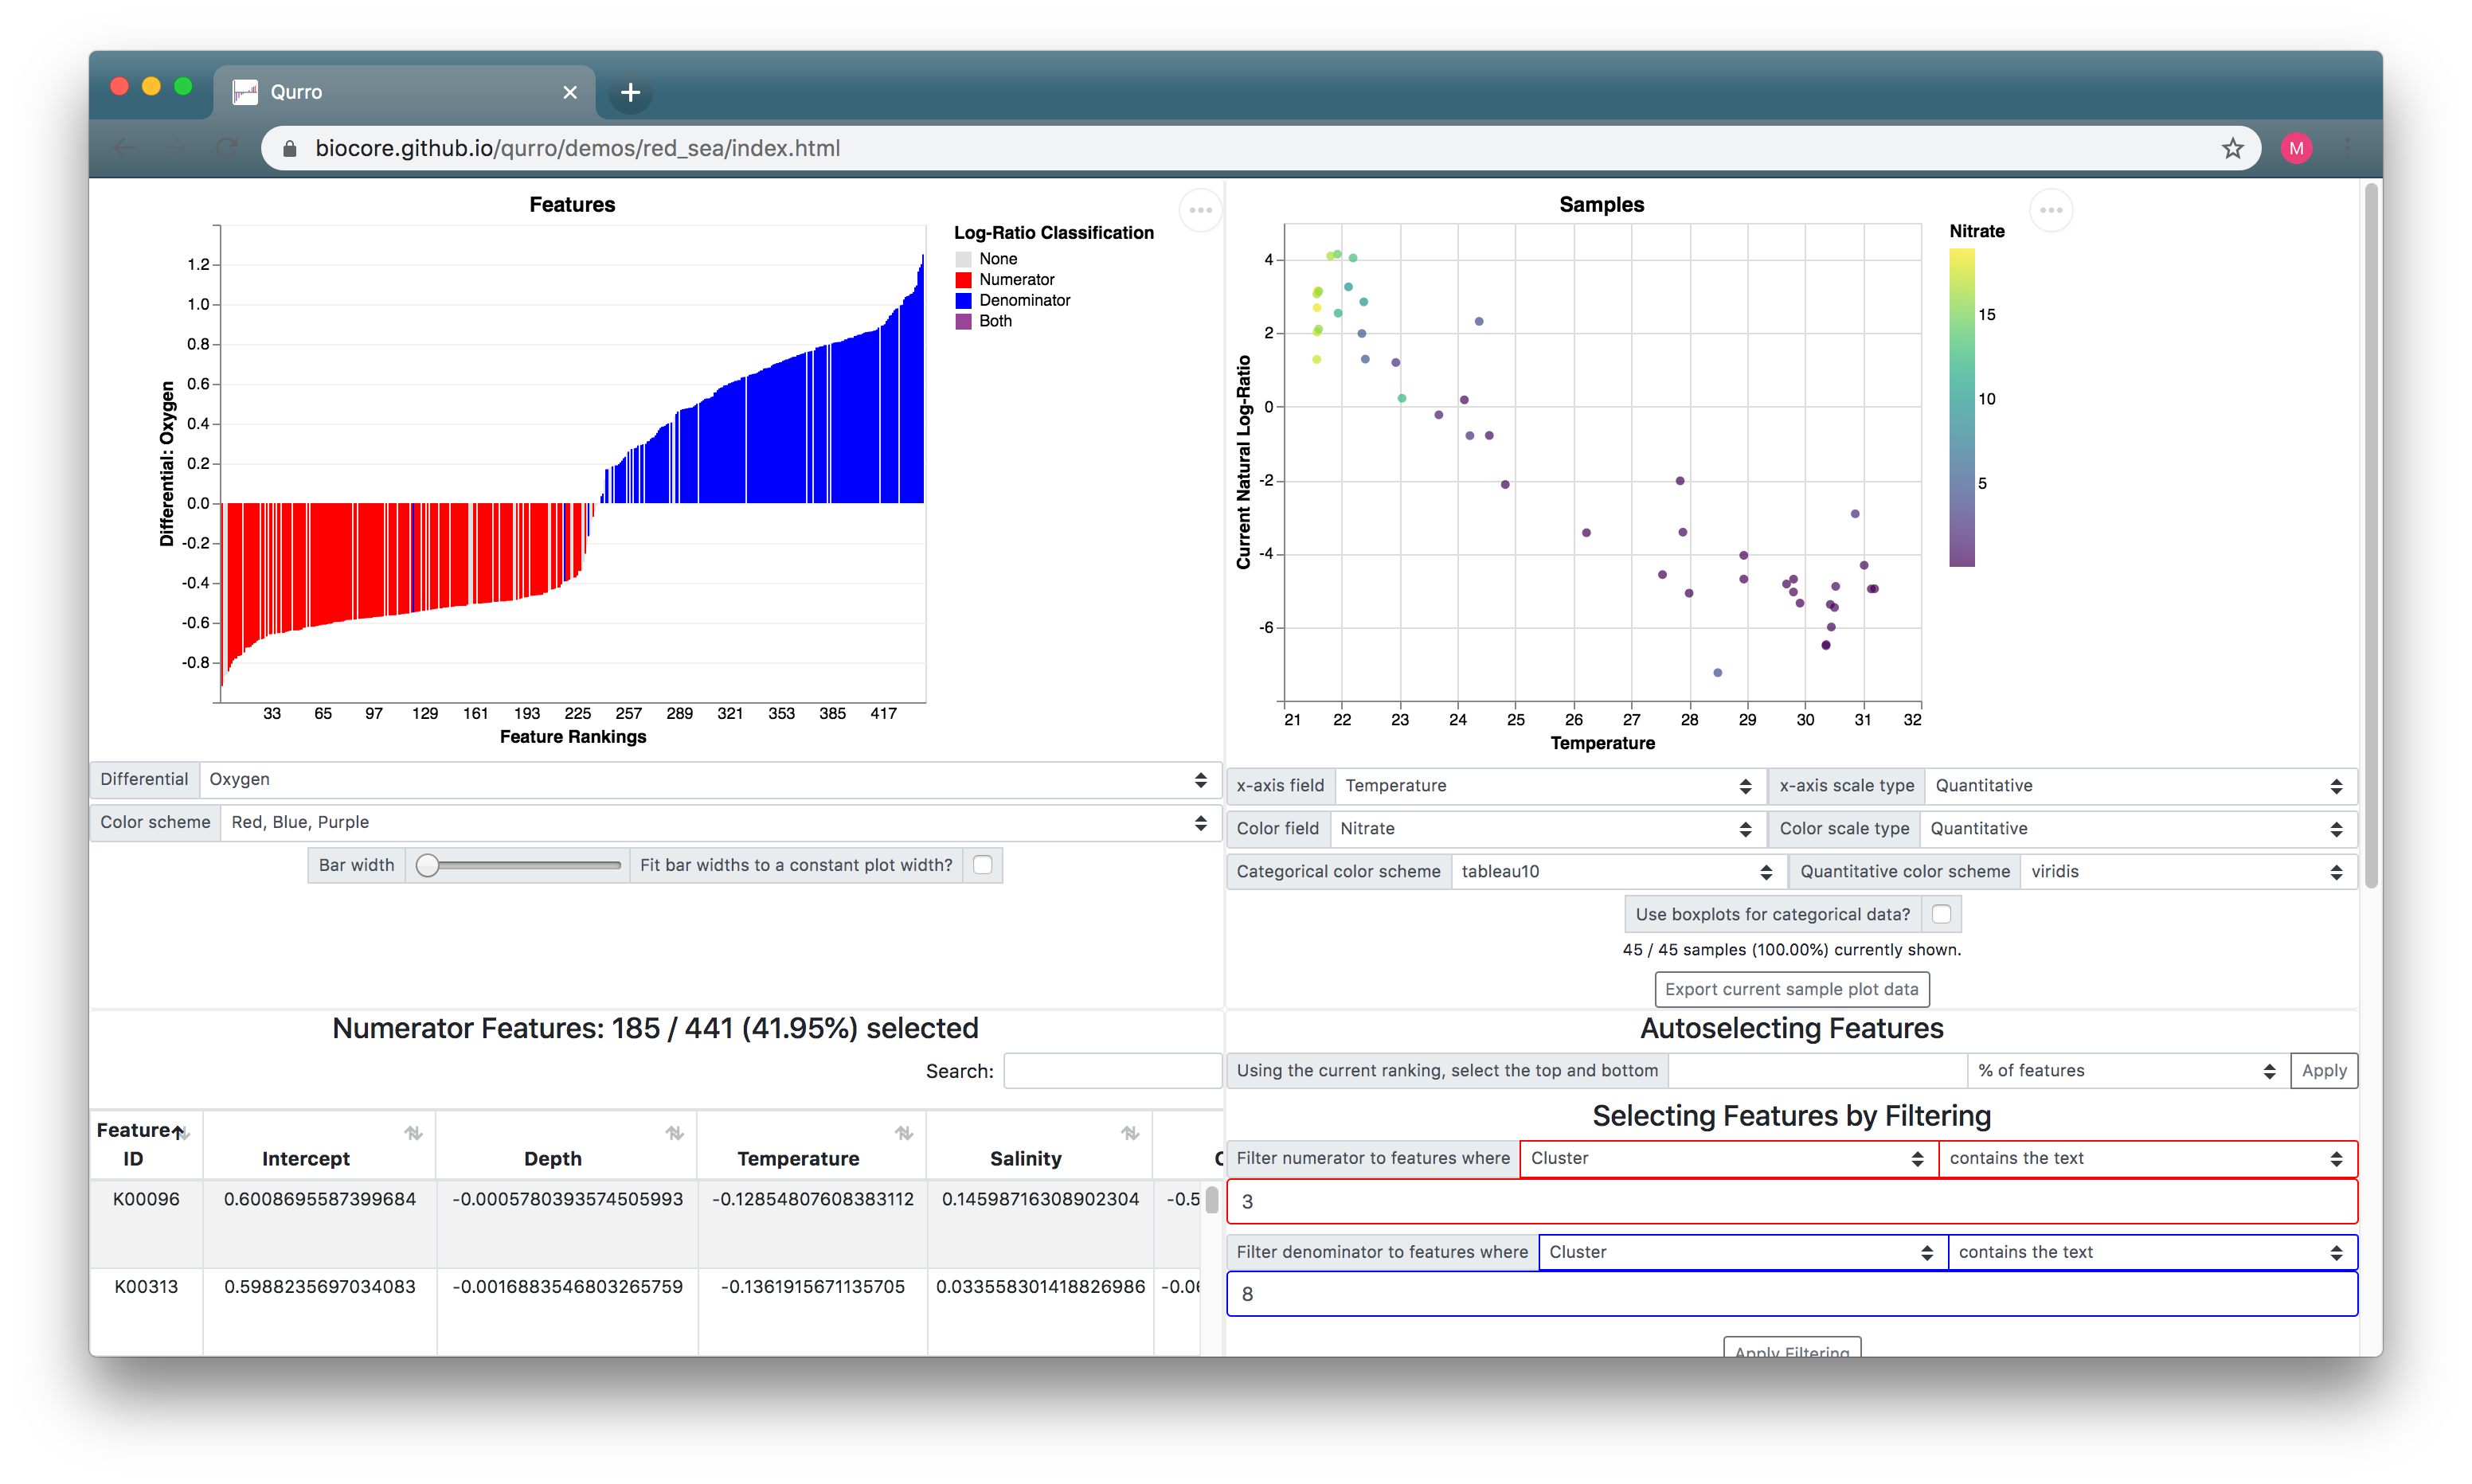 Qurro
biocore.github.io/qurro/demos/red_sea/index.html
M
Features
1.2
1.0
0.8
0.6
0.4
0.2
0.0
-0.2
-0.4
-0.6
-0.8
Differential: Oxygen
33 65 97 129 161 193 225 257 289 321 353 385 417
Feature Rankings
Log-Ratio Classification
None
Numerator
Denominator
Both
Differential Oxygen
Color scheme Red, Blue, Purple
Bar width Fit bar widths to a constant plot width?
Samples
4
2
0
-2
-4
-6
Current Natural Log-Ratio
21 22 23 24 25 26 27 28 29 30 31 32
Temperature
Nitrate
15
10
5
x-axis field Temperature x-axis scale type Quantitative
Color field Nitrate Color scale type Quantitative
Categorical color scheme tableau10 Quantitative color scheme viridis
Use boxplots for categorical data?
45 / 45 samples (100.00%) currently shown.
Export current sample plot data
Numerator Features: 185 / 441 (41.95%) selected
Search:
Feature ID Intercept Depth Temperature Salinity
K00096 0.6008695587399684 -0.0005780393574505993 -0.12854807608383112 0.14598716308902304 -0.5
K00313 0.5988235697034083 -0.0016883546803265759 -0.1361915671135705 0.033558301418826986 -0.0
Autoselecting Features
Using the current ranking, select the top and bottom % of features Apply
Selecting Features by Filtering
Filter numerator to features where Cluster contains the text
3
Filter denominator to features where Cluster contains the text
8
Apply Filtering